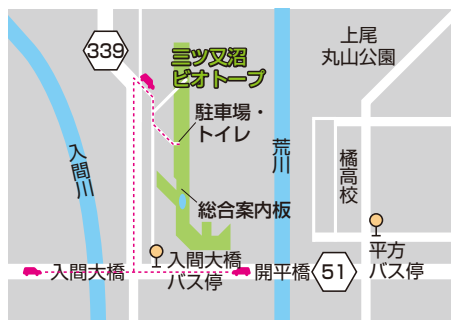 339
三ツ又沼
ビオトープ
上尾
丸山公園
駐車場・
トイレ
入間川
荒川
橘高校
総合案内板
入間大橋
入間大橋
バス停
開平橋
51
平方
バス停